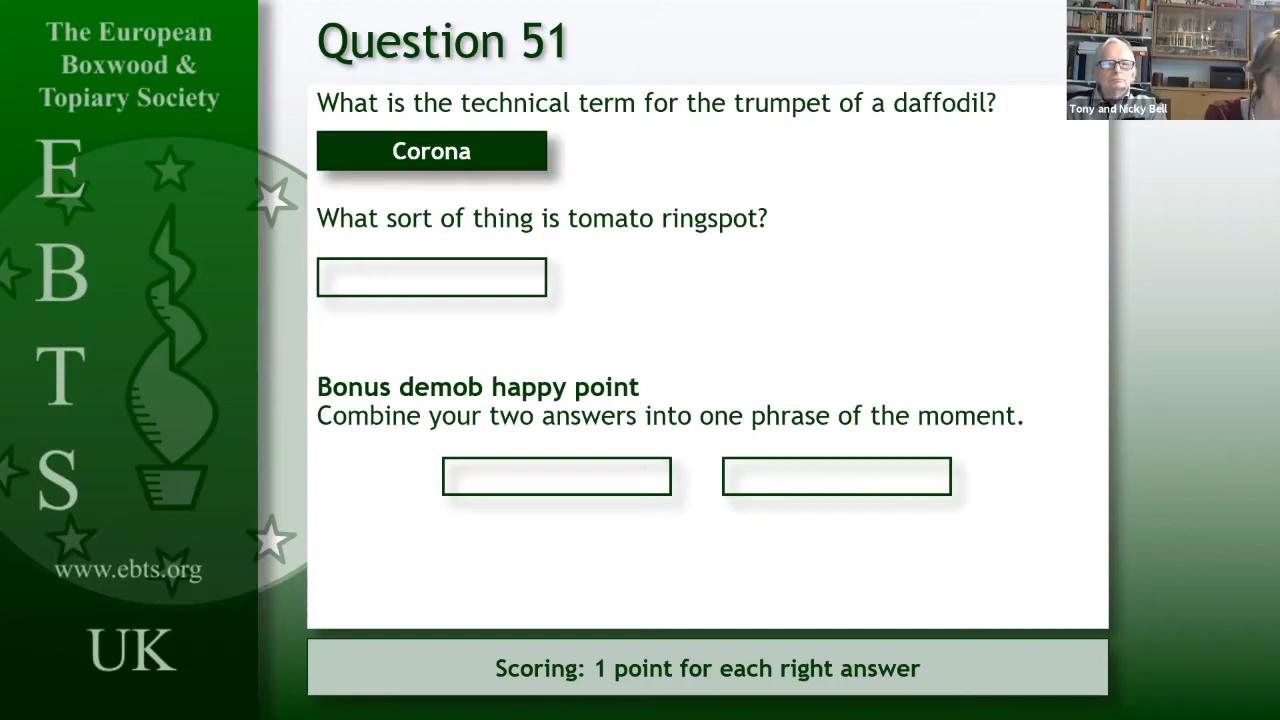 The European
Boxwood &
Topiary Society
E
B
T
S
www.ebts.org
UK
Question 51
What is the technical term for the trumpet of a daffodil?
Corona
What sort of thing is tomato ringspot?
Bonus demob happy point
Combine your two answers into one phrase of the moment.
Scoring: 1 point for each right answer
Tony and Nicky Bell